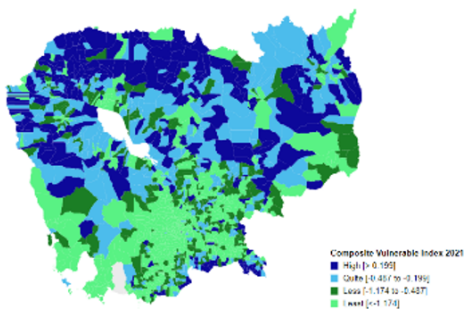 Composite Vulnerable Index 2021
High [> 0.199]
Quite [-0.487 to -0.199]
Less [-1.174 to -0.487]
Least [<-1.174]